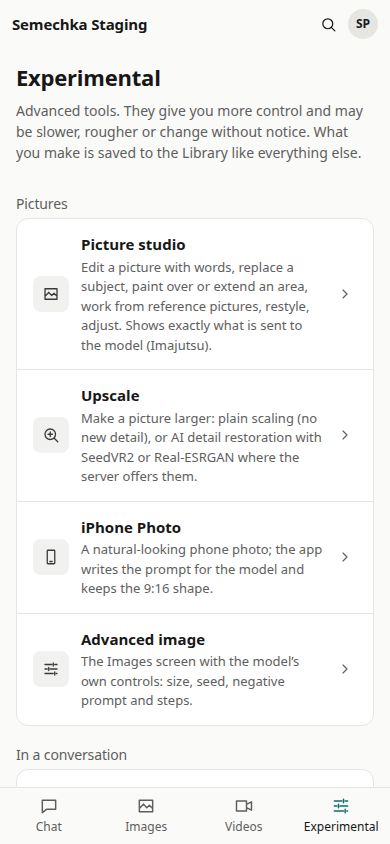 Semechka Staging
SP
Experimental
Advanced tools. They give you more control and may
be slower, rougher or change without notice. What
you make is saved to the Library like everything else.
Pictures
Picture studio
Edit a picture with words, replace a
subject, paint over or extend an area,
work from reference pictures, restyle,
adjust. Shows exactly what is sent to
the model (Imajutsu).
Upscale
Make a picture larger: plain scaling (no
new detail), or AI detail restoration with
SeedVR2 or Real-ESRGAN where the
server offers them.
iPhone Photo
A natural-looking phone photo; the app
writes the prompt for the model and
keeps the 9:16 shape.
Advanced image
The Images screen with the model’s
own controls: size, seed, negative
prompt and steps.
In a conversation
Chat
Images
Videos
Experimental